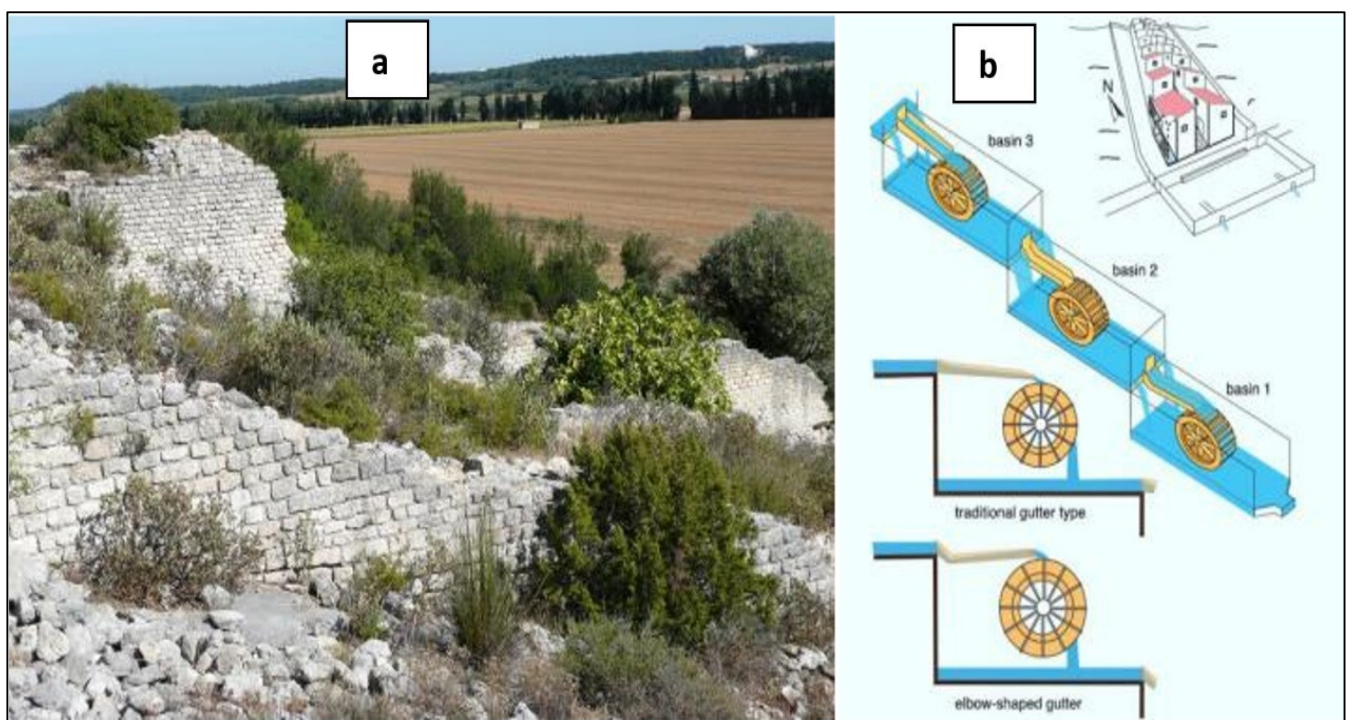 a
b
N
basin 3
basin 2
basin 1
traditional gutter type
elbow-shaped gutter